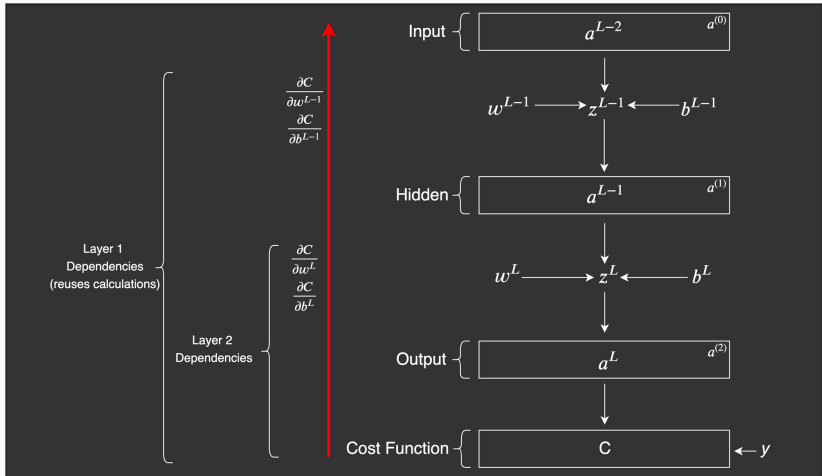 Input
a^{L-2}
a^{(0)}
∂C
∂w^{L-1}
∂C
∂b^{L-1}
w^{L-1}
z^{L-1}
b^{L-1}
Hidden
a^{L-1}
a^{(1)}
Layer 1
Dependencies
(reuses calculations)
∂C
∂w^L
∂C
∂b^L
w^L
z^L
b^L
Layer 2
Dependencies
Output
a^L
a^{(2)}
Cost Function
C
y